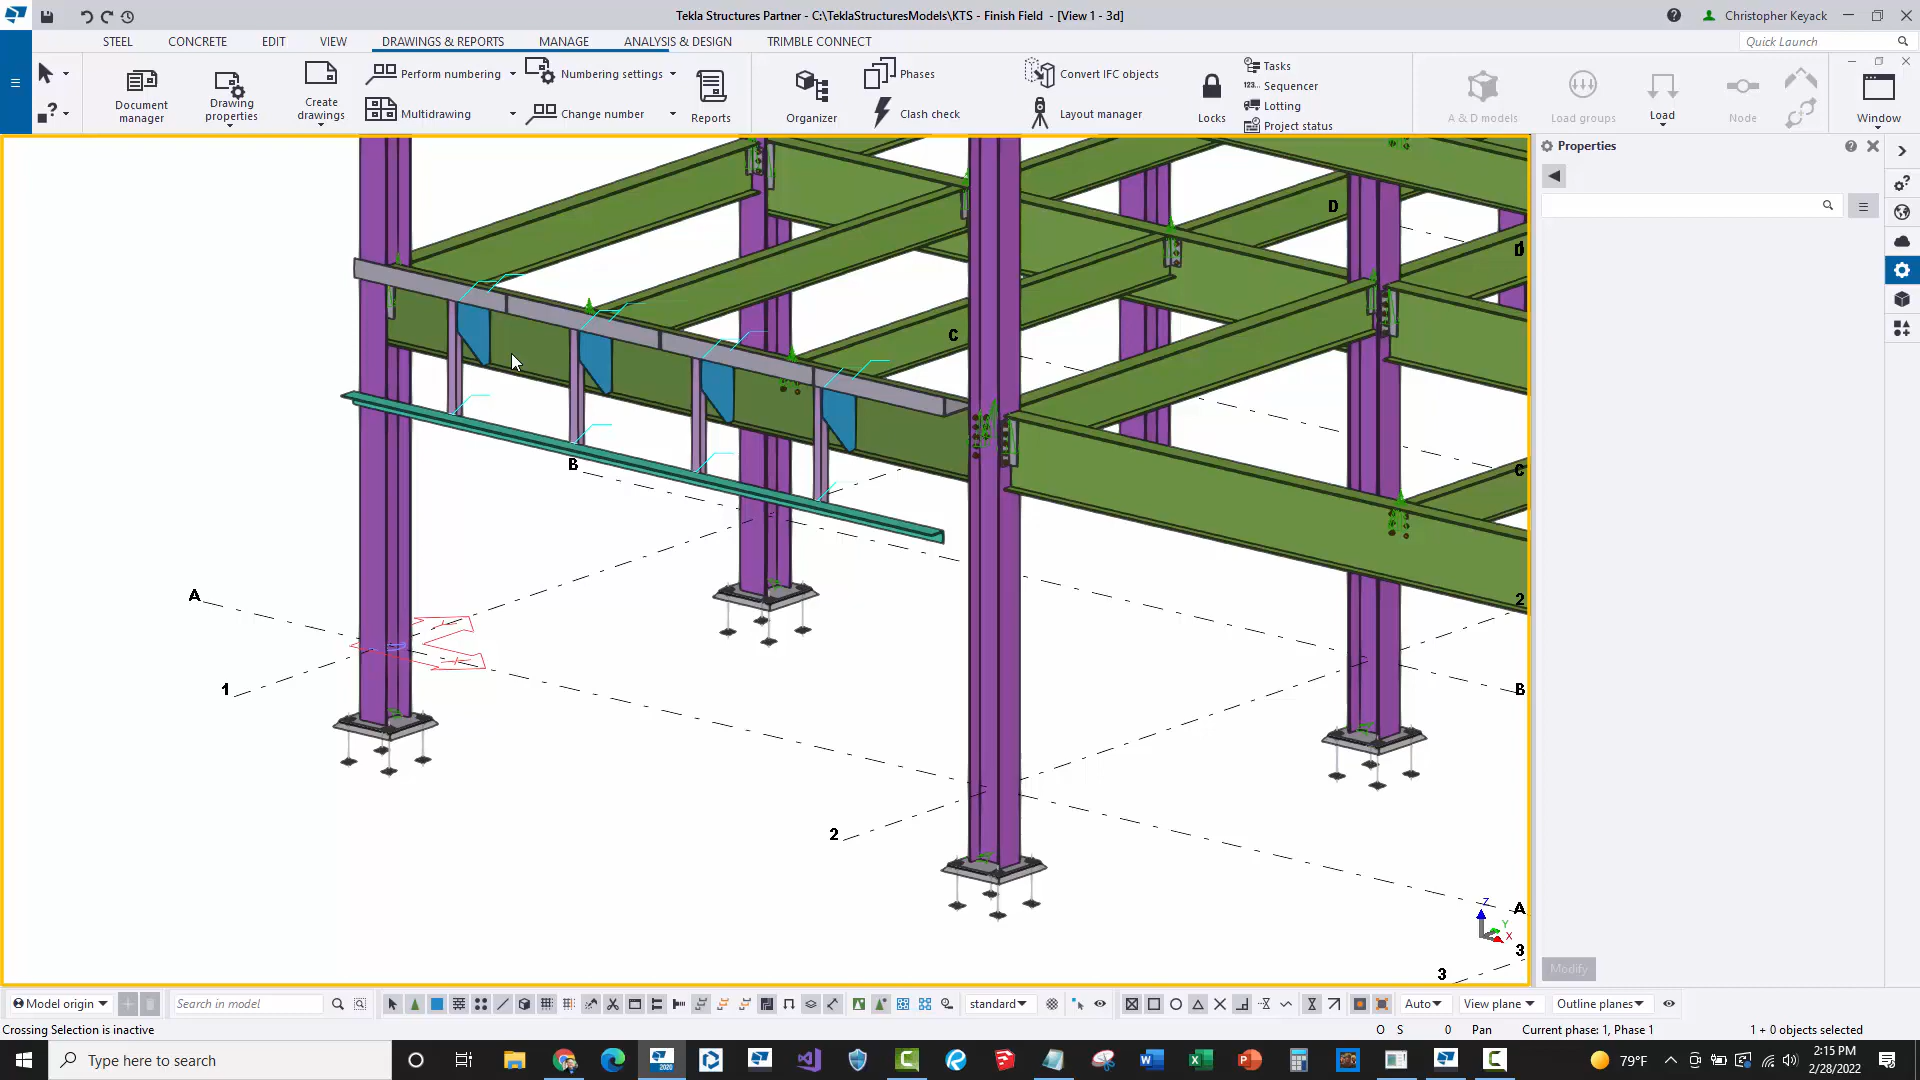 Tekla Structures Partner - C:\TeklaStructuresModels\KTS - Finish Field - [View 1 - 3d]
Christopher Keyack
STEEL CONCRETE EDIT VIEW DRAWINGS & REPORTS MANAGE ANALYSIS & DESIGN TRIMBLE CONNECT
Quick Launch
Document manager
Drawing properties
Create drawings
Perform numbering
Multidrawing
Numbering settings
Change number
Reports
Organizer
Phases
Clash check
Convert IFC objects
Layout manager
Locks
Tasks
Sequencer
Lotting
Project status
A & D models
Load groups
Load
Node
Window
Properties
Modify
D
D
C
C
B
B
A
A
1
2
2
3
3
Z
Y
X
Model origin
Search in model
standard
Auto
View plane
Outline planes
Crossing Selection is inactive
O S 0 Pan Current phase: 1, Phase 1 1 + 0 objects selected
Type here to search
2020
79°F
2:15 PM
2/28/2022